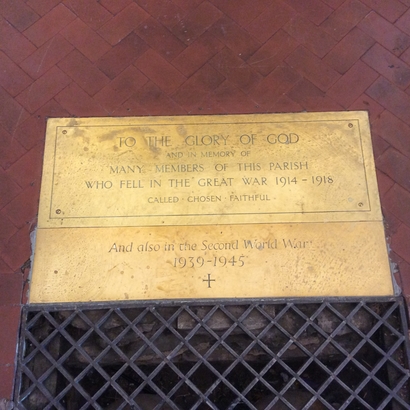 TO THE GLORY OF GOD
AND IN MEMORY OF
MANY MEMBERS OF THIS PARISH
WHO FELL IN THE GREAT WAR 1914 - 1918
CALLED · CHOSEN FAITHFUL ·
And also in the Second World War
1939-1945